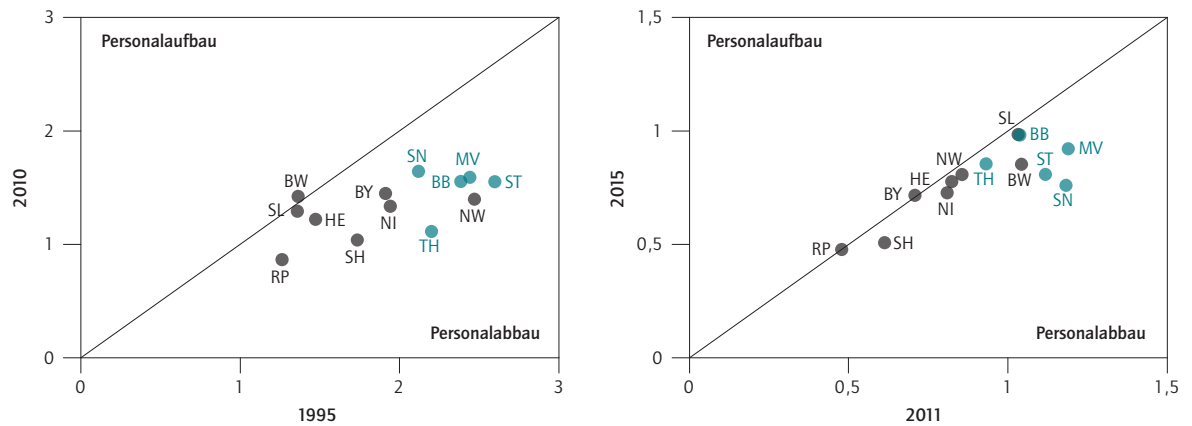 3
Personalaufbau
2
SN
MV
BW
BY
BB
ST
SL
HE
NI
NW
2010
1
SH
TH
RP
Personalabbau
0
0
1
2
3
1995
1,5
Personalaufbau
SL
1
BB
NW
ST
MV
TH
BW
BY
HE
NI
SN
2015
0,5
RP
SH
Personalabbau
0
0
0,5
1
1,5
2011